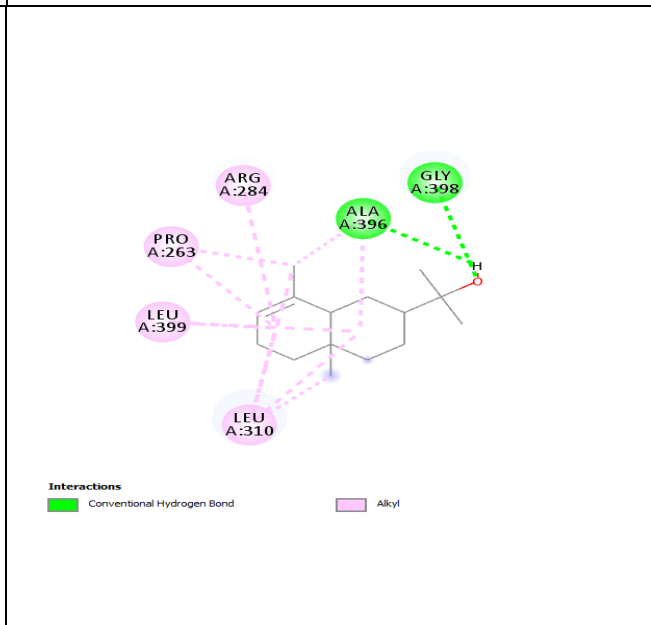 ARG
A:284
GLY
A:398
ALA
A:396
PRO
A:263
H
O
LEU
A:399
LEU
A:310
Interactions
Conventional Hydrogen Bond
Alkyl